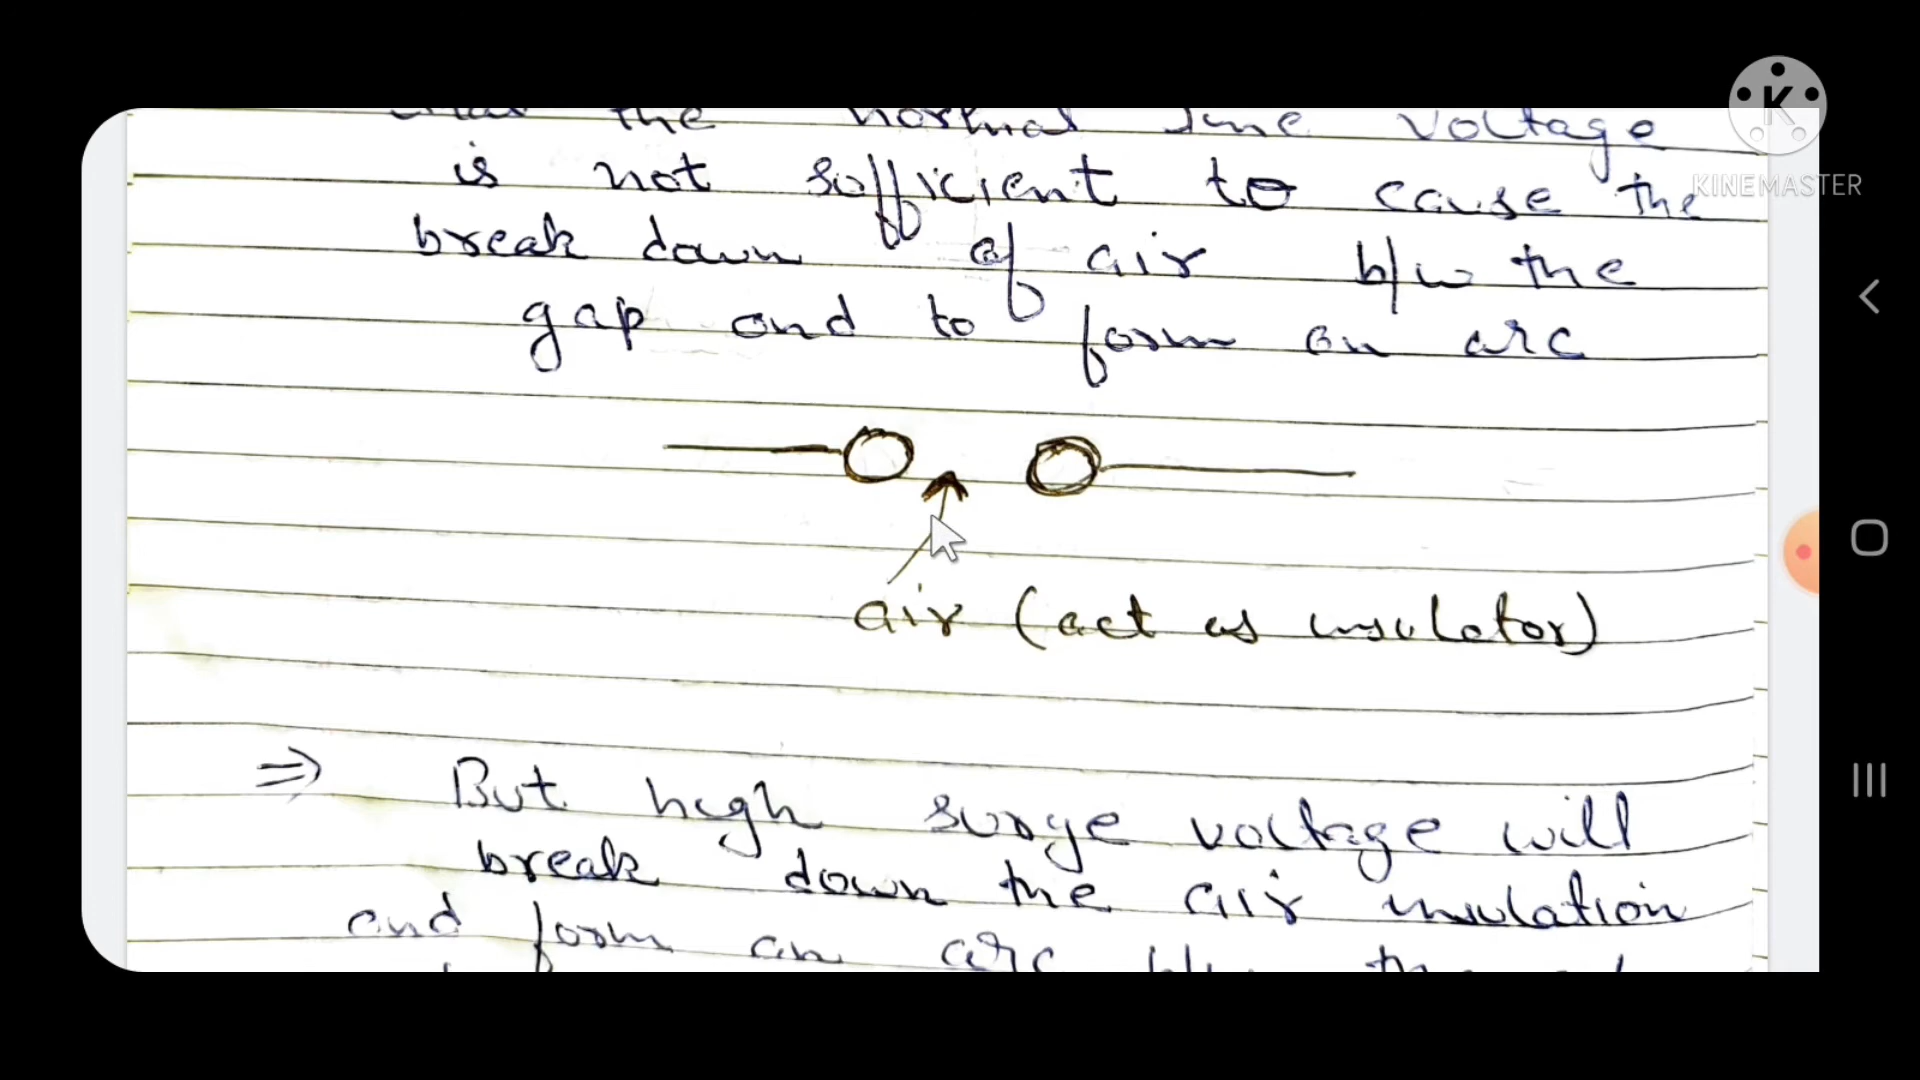 the normal line voltage
is not sufficient to cause the
break down of air b/w the
gap and to form an arc
air (act as insulator)
⇒ But high surge voltage will
break down the air insulation
and form an arc b/w the
K
KINEMASTER